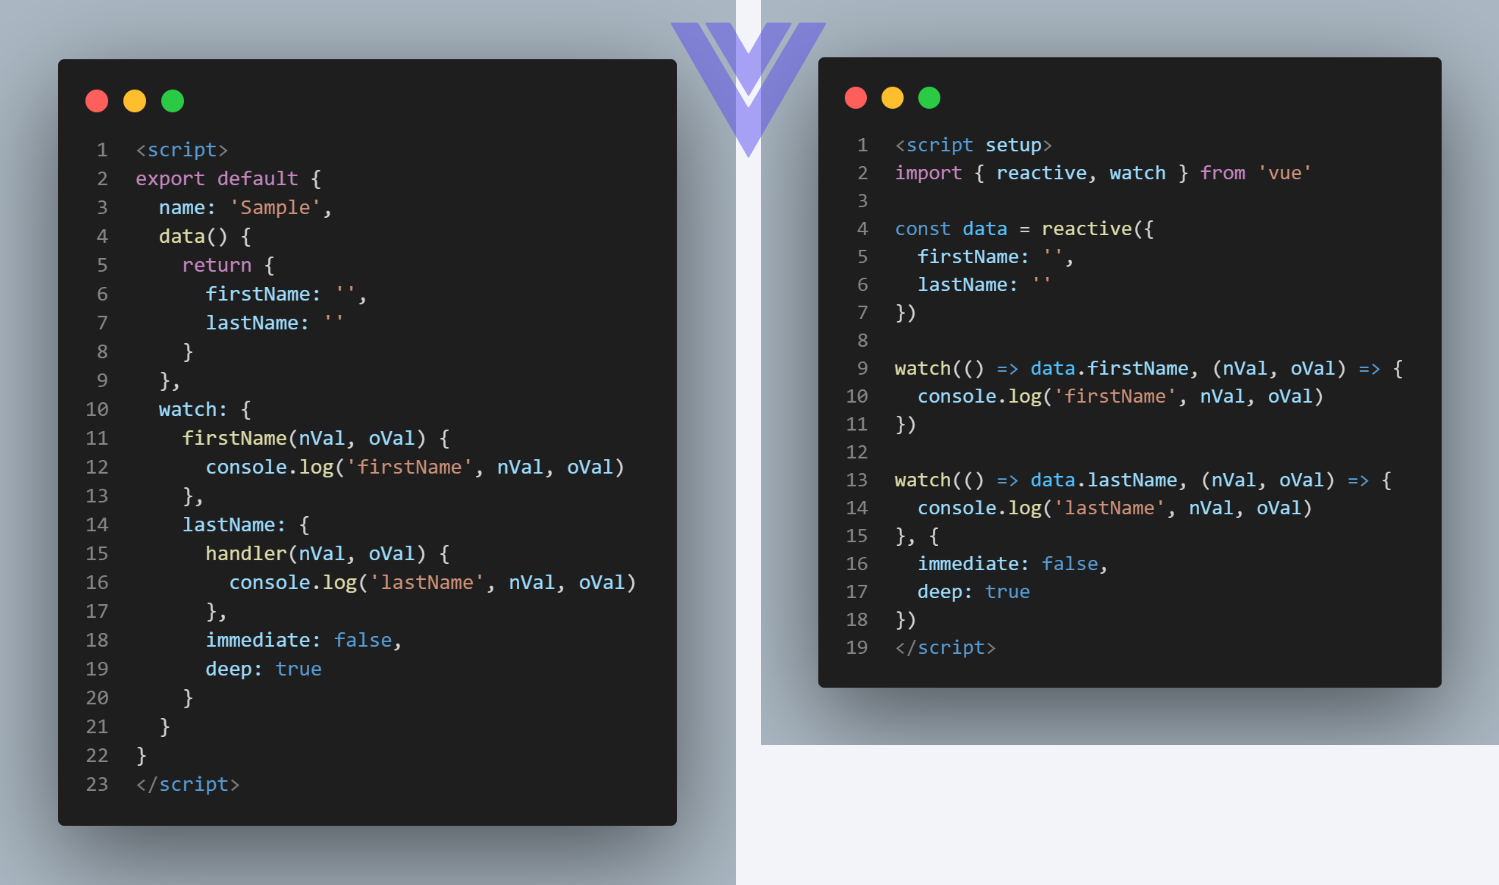 1 <script>
2 export default {
3   name: 'Sample',
4   data() {
5     return {
6       firstName: '',
7       lastName: ''
8     }
9   },
10   watch: {
11     firstName(nVal, oVal) {
12       console.log('firstName', nVal, oVal)
13     },
14     lastName: {
15       handler(nVal, oVal) {
16         console.log('lastName', nVal, oVal)
17       },
18       immediate: false,
19       deep: true
20     }
21   }
22 }
23 </script>
1 <script setup>
2 import { reactive, watch } from 'vue'
3
4 const data = reactive({
5   firstName: '',
6   lastName: ''
7 })
8
9 watch(() => data.firstName, (nVal, oVal) => {
10   console.log('firstName', nVal, oVal)
11 })
12
13 watch(() => data.lastName, (nVal, oVal) => {
14   console.log('lastName', nVal, oVal)
15 }, {
16   immediate: false,
17   deep: true
18 })
19 </script>